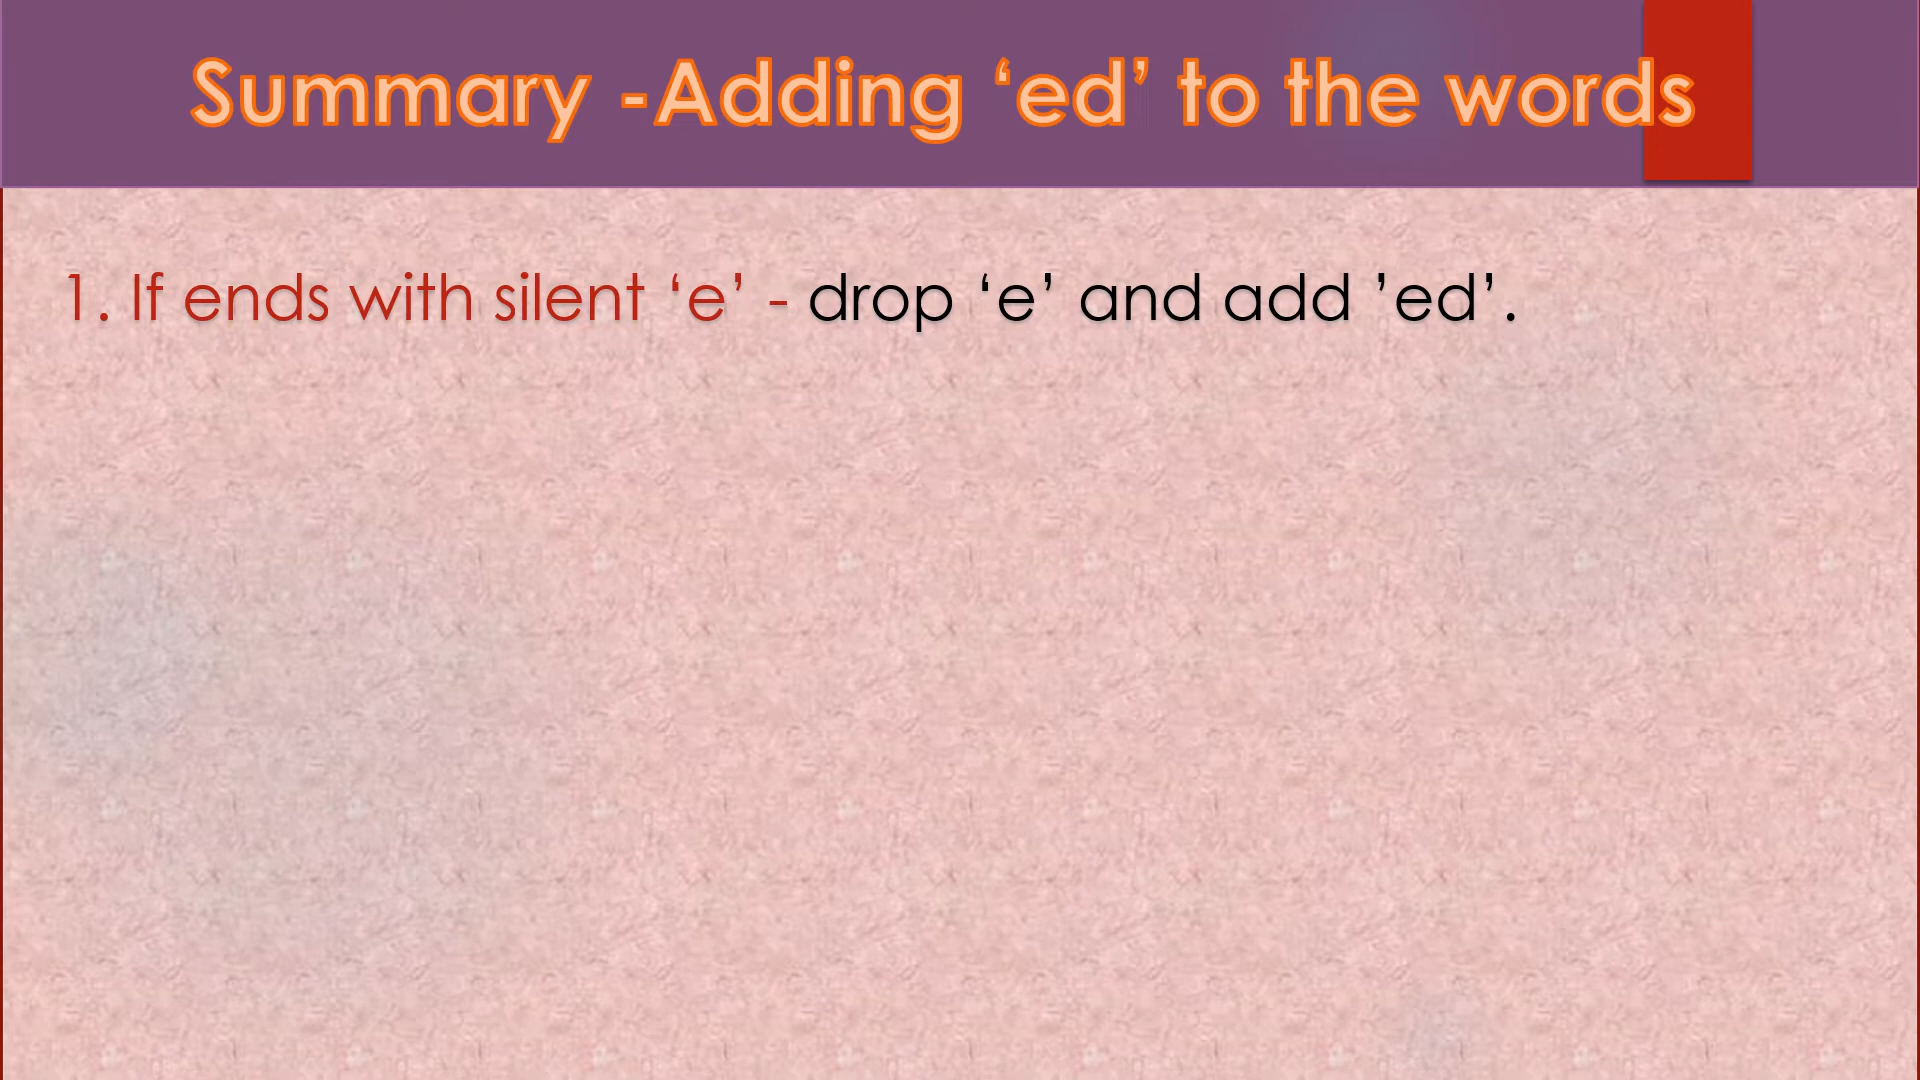 Summary -Adding ‘ed’ to the words
1. If ends with silent ‘e’ - drop ‘e’ and add ’ed’.